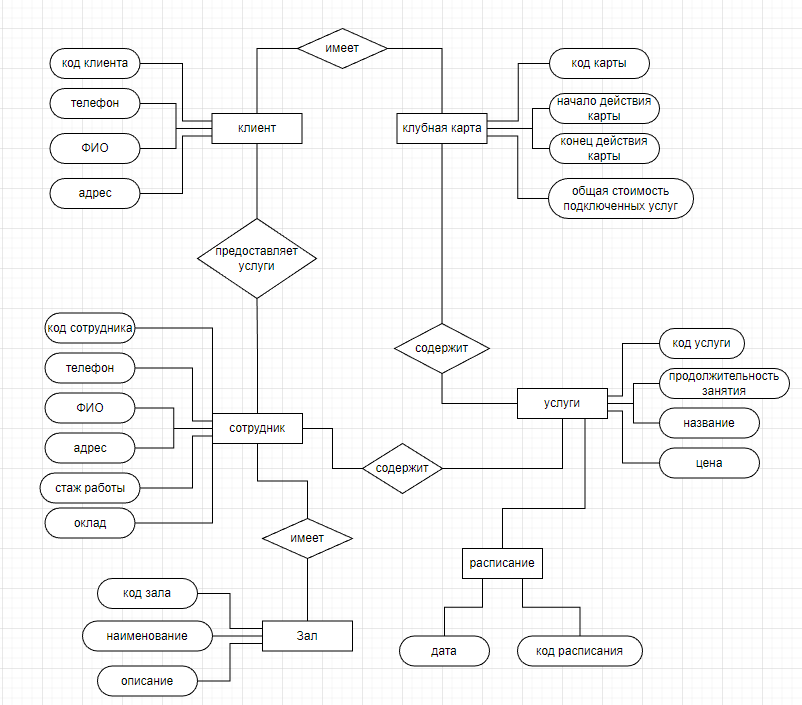 имеет
код клиента
телефон
ФИО
адрес
клиент
клубная карта
код карты
начало действия
карты
конец действия
карты
общая стоимость
подключенных услуг
предоставляет
услуги
код сотрудника
телефон
ФИО
адрес
стаж работы
оклад
сотрудник
содержит
услуги
код услуги
продолжительность
занятия
название
цена
содержит
имеет
расписание
дата
код расписания
код зала
наименование
описание
Зал